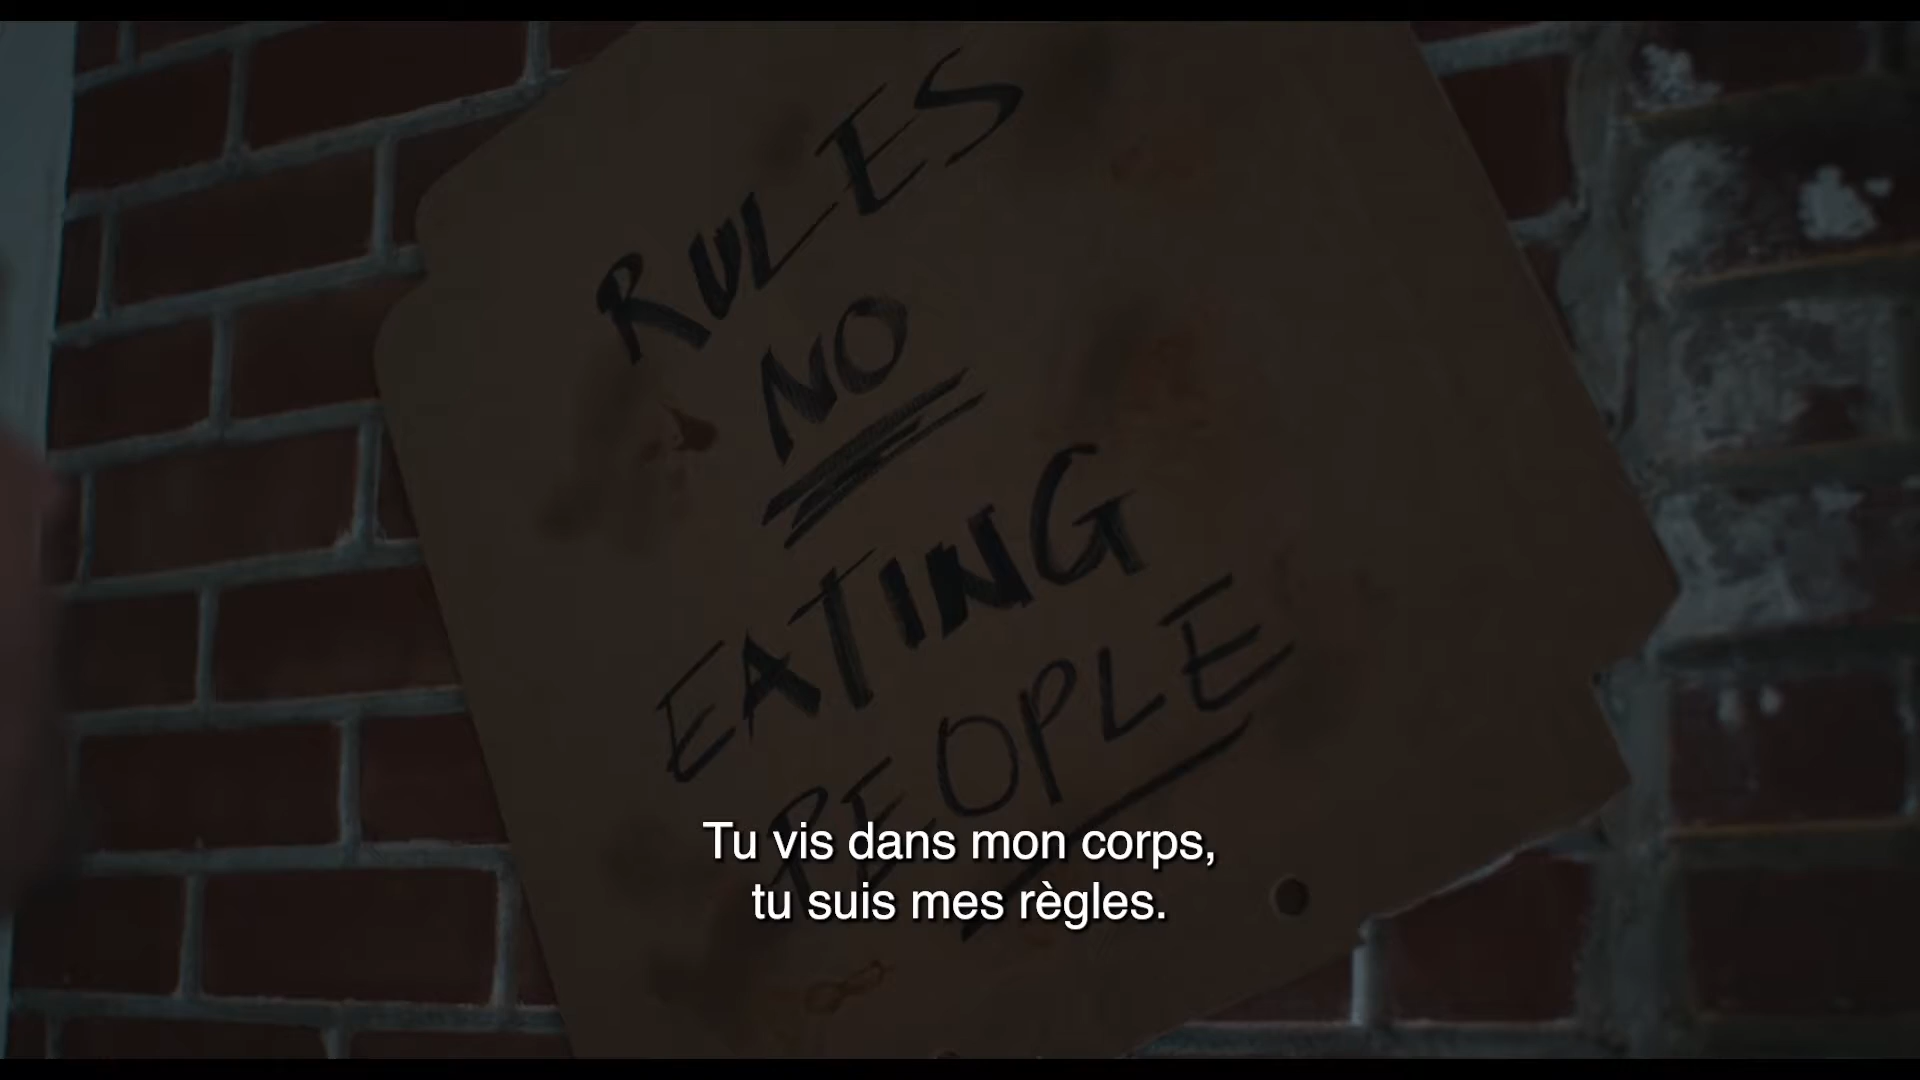 RULES
NO
EATING
PEOPLE
Tu vis dans mon corps,
tu suis mes règles.